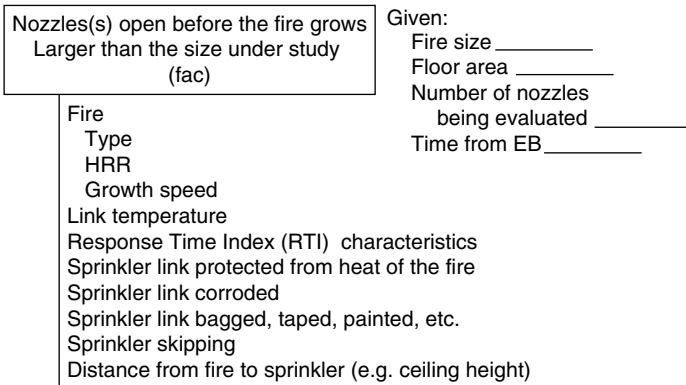 Nozzles(s) open before the fire grows
Larger than the size under study
(fac)
Given:
Fire size
Floor area
Number of nozzles
being evaluated
Time from EB
Fire
Type
HRR
Growth speed
Link temperature
Response Time Index (RTI) characteristics
Sprinkler link protected from heat of the fire
Sprinkler link corroded
Sprinkler link bagged, taped, painted, etc.
Sprinkler skipping
Distance from fire to sprinkler (e.g. ceiling height)